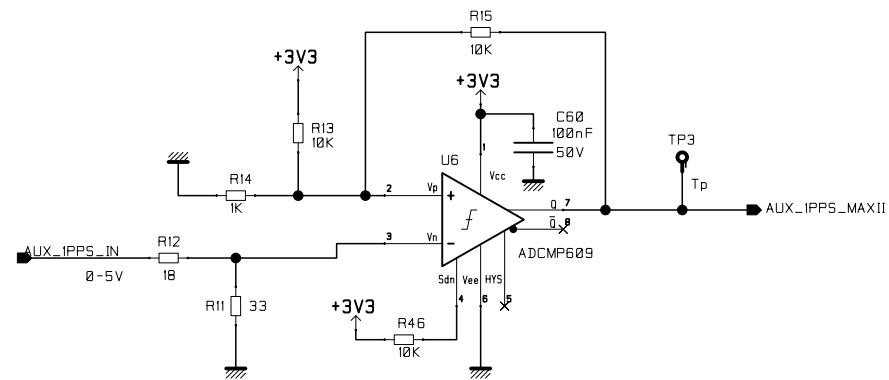 R15
10K
+3V3
+3V3
C60
100nF
50V
R13
10K
TP3
Tp
U6
1
Vcc
R14
1K
2
Vp
+
Q
7
AUX_1PPS_MAXII
3
Vn
-
Q
8
ADCMP609
AUX_1PPS_IN
R12
0-5V
18
Sdn
Vee
HYS
4
6
5
R11
33
+3V3
R46
10K